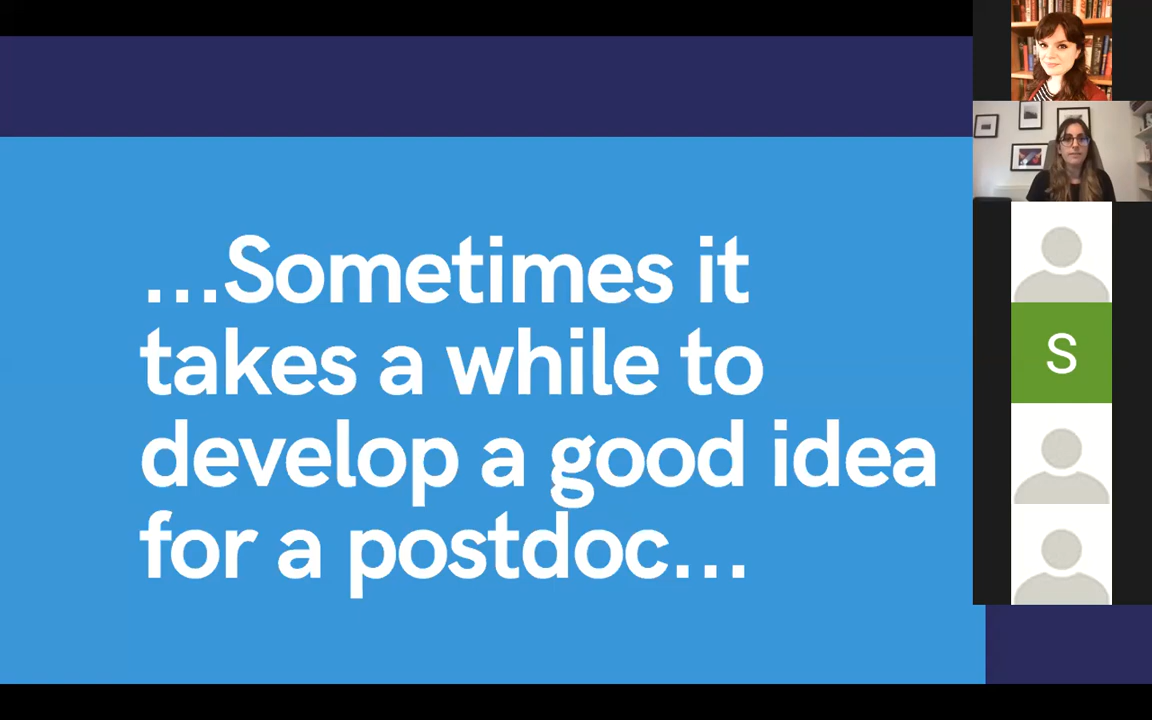 ...Sometimes it
takes a while to
develop a good idea
for a postdoc...
S